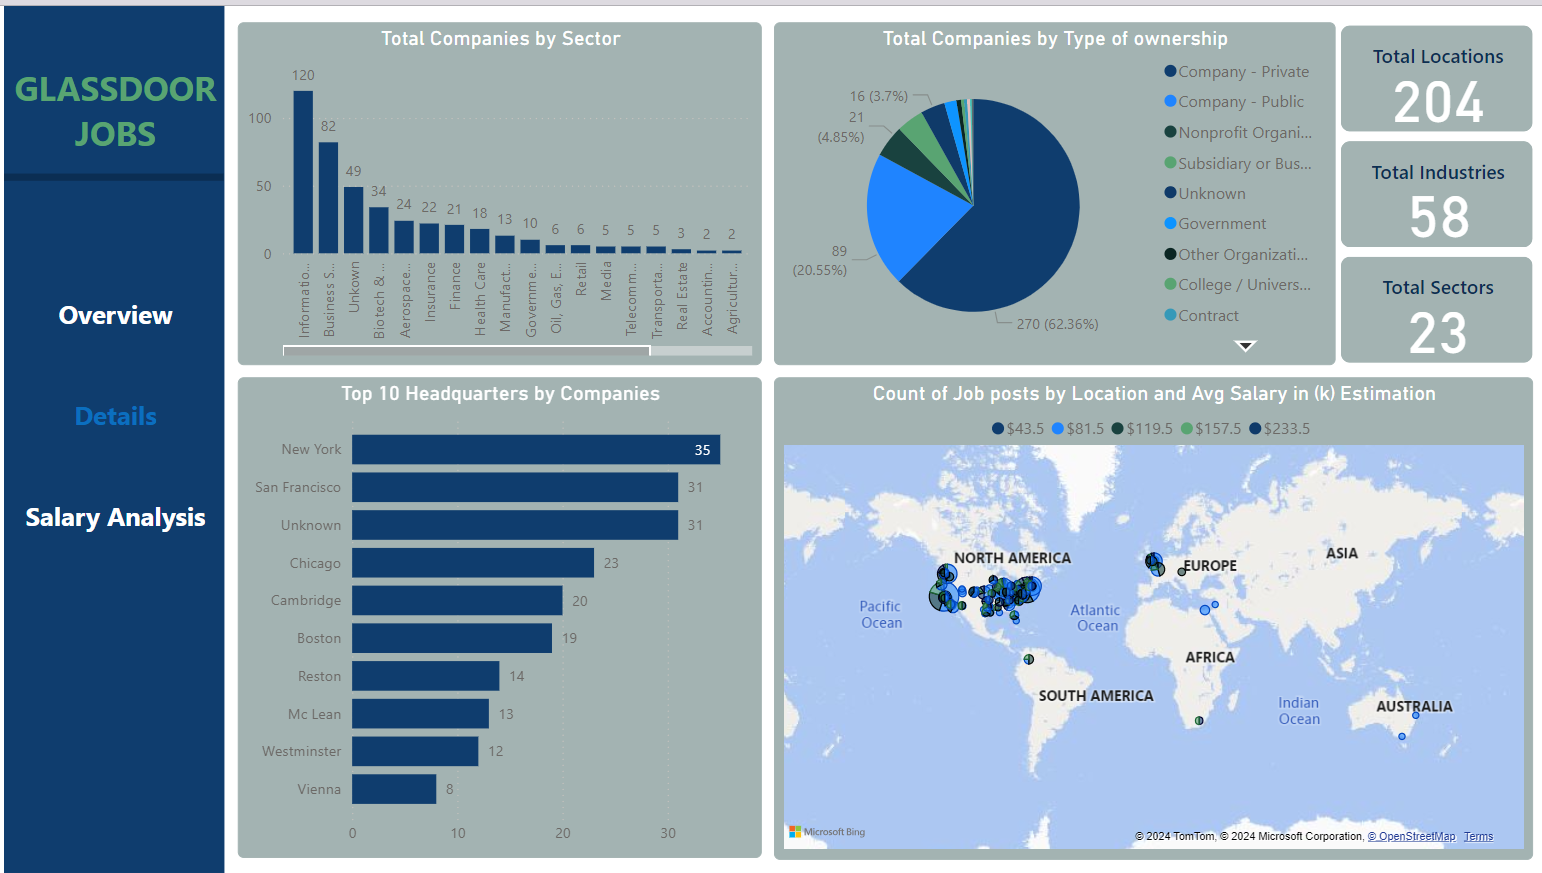 GLASSDOOR
JOBS
Overview
Details
Salary Analysis
Total Companies by Sector
120
82
49
34
24
22
21
18
13
10
6
6
5
5
5
3
2
2
100
50
0
Informatio...
Business S...
Unkown
Biotech & ...
Aerospace...
Insurance
Finance
Health Care
Manufact...
Governme...
Oil, Gas, E...
Retail
Media
Telecomm...
Transporta...
Real Estate
Accountin...
Agricultur...
Total Companies by Type of ownership
16 (3.7%)
21
(4.85%)
89
(20.55%)
270 (62.36%)
Company - Private
Company - Public
Nonprofit Organi...
Subsidiary or Bus...
Unknown
Government
Other Organizati...
College / Univers...
Contract
Total Locations
204
Total Industries
58
Total Sectors
23
Top 10 Headquarters by Companies
New York 35
San Francisco 31
Unknown 31
Chicago 23
Cambridge 20
Boston 19
Reston 14
Mc Lean 13
Westminster 12
Vienna 8
0 10 20 30
Count of Job posts by Location and Avg Salary in (k) Estimation
$43.5 $81.5 $119.5 $157.5 $233.5
NORTH AMERICA
EUROPE
ASIA
Pacific
Ocean
Atlantic
Ocean
AFRICA
SOUTH AMERICA
Indian
Ocean
AUSTRALIA
Microsoft Bing
© 2024 TomTom, © 2024 Microsoft Corporation, © OpenStreetMap Terms